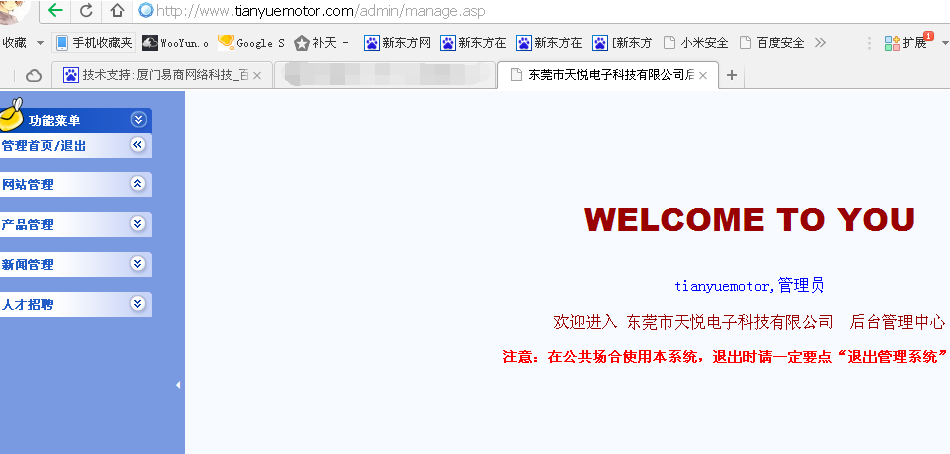 http://www.tianyuemotor.com/admin/manage.asp
收藏 手机收藏夹 WooYun.o Google S 补天 - 新东方网 新东方在 新东方在 [新东方 小米安全 百度安全 扩展 1
技术支持:厦门易商网络科技_百 东莞市天悦电子科技有限公司后
功能菜单
管理首页/退出
网站管理
产品管理
新闻管理
人才招聘
WELCOME TO YOU
tianyuemotor,管理员
欢迎进入 东莞市天悦电子科技有限公司 后台管理中心
注意：在公共场合使用本系统，退出时请一定要点“退出管理系统”